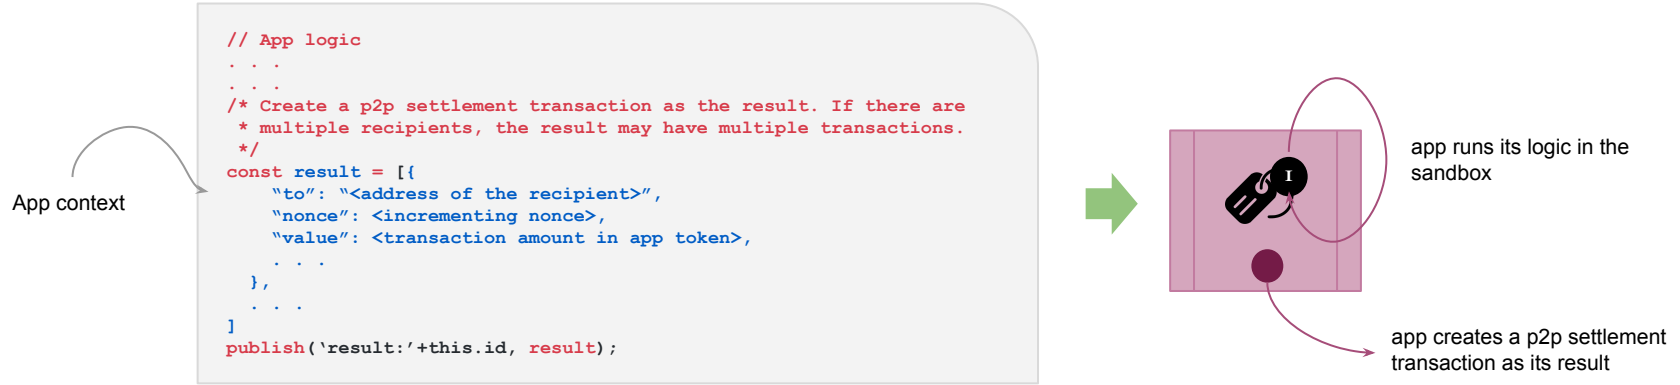 App context
// App logic
. . .
. . .
/* Create a p2p settlement transaction as the result. If there are
* multiple recipients, the result may have multiple transactions.
*/
const result = [{
“to”: “<address of the recipient>”,
“nonce”: <incrementing nonce>,
“value”: <transaction amount in app token>,
. . .
},
. . .
]
publish(‘result:’+this.id, result);
I
app runs its logic in the
sandbox
app creates a p2p settlement
transaction as its result